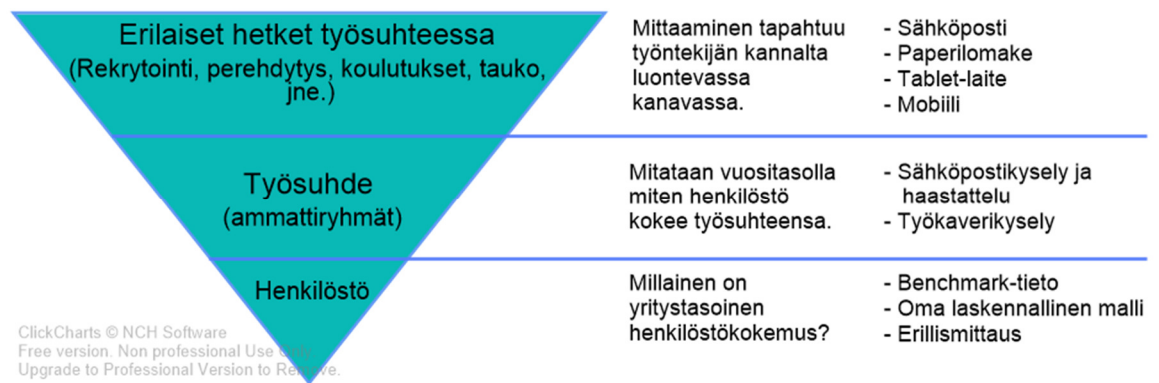 Erilaiset hetket työsuhteessa
(Rekrytointi, perehdytys, koulutukset, tauko,
jne.)
Mittaaminen tapahtuu
työntekijän kannalta
luontevassa
kanavassa.
- Sähköposti
- Paperilomake
- Tablet-laite
- Mobiili
Työsuhde
(ammattiryhmät)
Mitataan vuositasolla
miten henkilöstö
kokee työsuhteensa.
- Sähköpostikysely ja
haastattelu
- Työkaverikysely
Henkilöstö
Millainen on
yritystasoinen
henkilöstökokemus?
- Benchmark-tieto
- Oma laskennallinen malli
- Erillismittaus
ClickCharts © NCH Software
Free version. Non professional Use Only.
Upgrade to Professional Version to Remove.